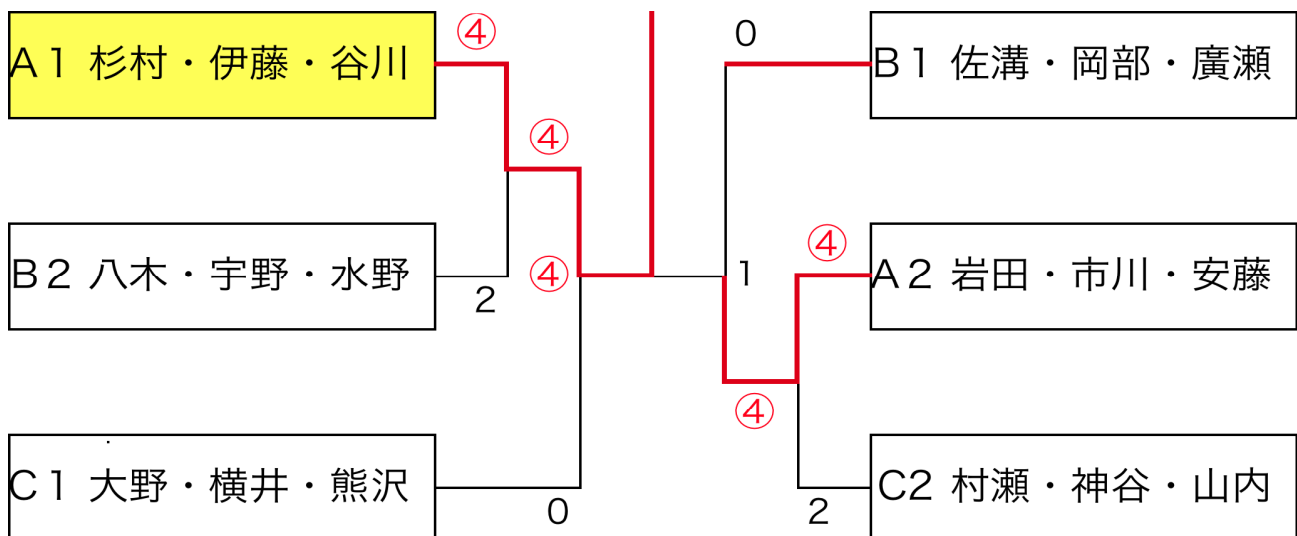 A1 杉村・伊藤・谷川
④
0
B1 佐溝・岡部・廣瀬
④
B2 八木・宇野・水野
2
④
1
④
A2 岩田・市川・安藤
④
C1 大野・横井・熊沢
0
2
C2 村瀬・神谷・山内